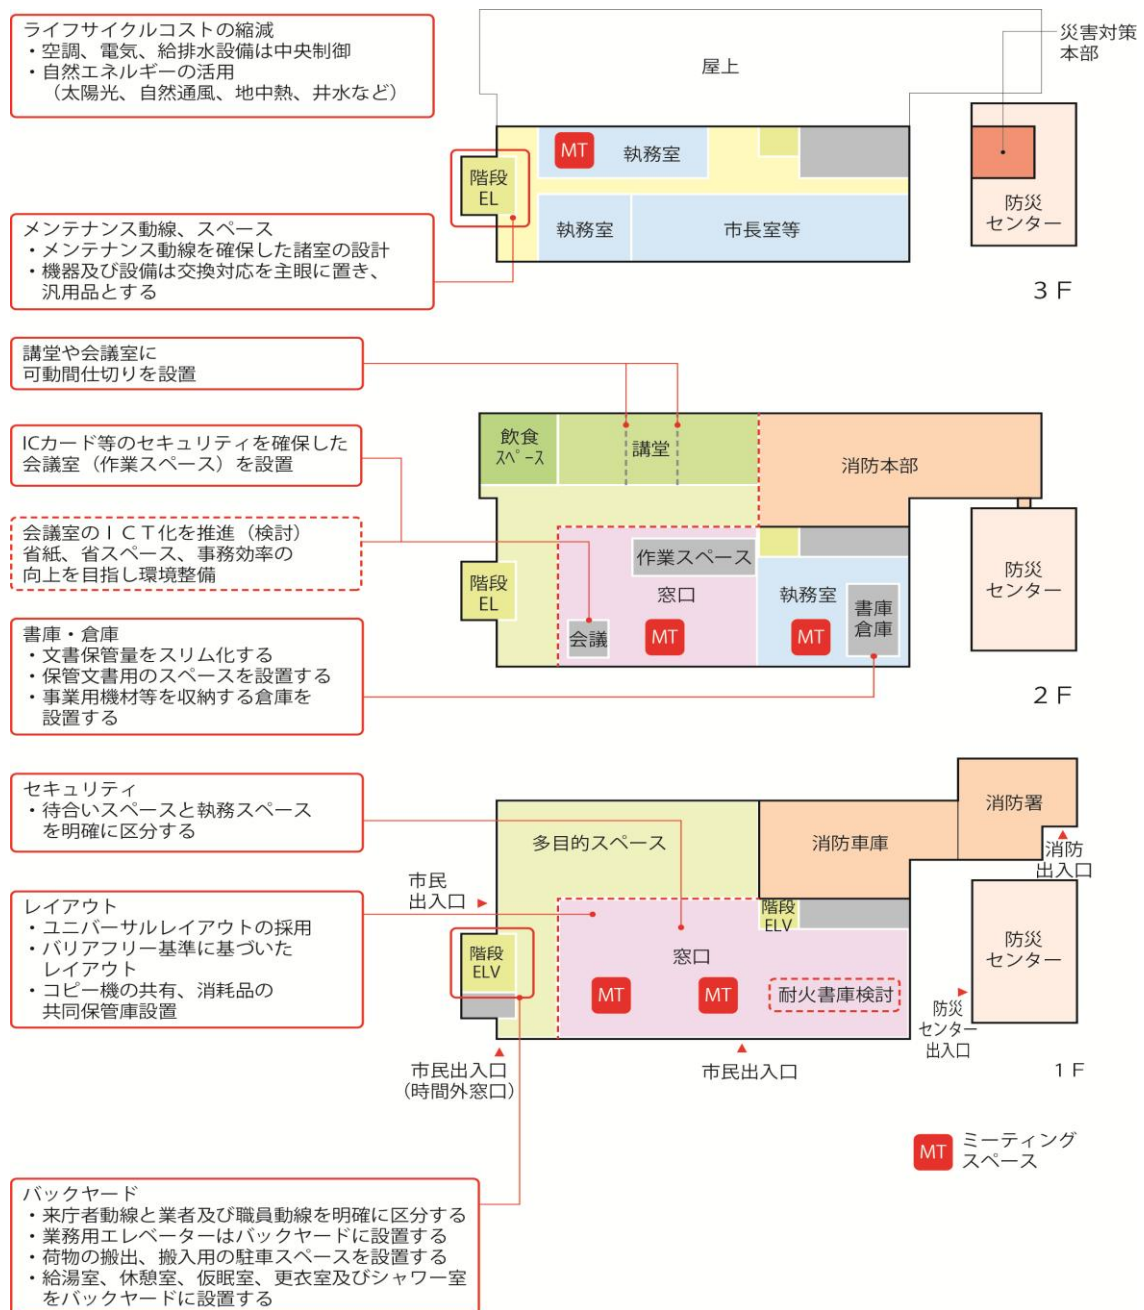 ライフサイクルコストの縮減
・空調、電気、給排水設備は中央制御
・自然エネルギーの活用
（太陽光、自然通風、地中熱、井水など）
メンテナンス動線、スペース
・メンテナンス動線を確保した諸室の設計
・機器及び設備は交換対応を主眼に置き、
汎用品とする
屋上
災害対策
本部
MT
執務室
階段
EL
執務室
市長室等
防災
センター
３Ｆ
講堂や会議室に
可動間仕切りを設置
ICカード等のセキュリティを確保した
会議室（作業スペース）を設置
会議室のＩＣＴ化を推進（検討）
省紙、省スペース、事務効率の
向上を目指し環境整備
書庫・倉庫
・文書保管量をスリム化する
・保管文書用のスペースを設置する
・事業用機材等を収納する倉庫を
設置する
飲食
ｽﾍﾟｰｽ
講堂
消防本部
作業スペース
階段
EL
窓口
執務室
書庫
倉庫
会議
MT
MT
防災
センター
２Ｆ
セキュリティ
・待合いスペースと執務スペース
を明確に区分する
レイアウト
・ユニバーサルレイアウトの採用
・バリアフリー基準に基づいた
レイアウト
・コピー機の共有、消耗品の
共同保管庫設置
多目的スペース
消防車庫
消防署
消防
出入口
市民
出入口
階段
ELV
階段
ELV
窓口
MT
MT
耐火書庫検討
防災
センター
防災
センター
出入口
市民出入口
（時間外窓口）
市民出入口
１Ｆ
MT
ミーティング
スペース
バックヤード
・来庁者動線と業者及び職員動線を明確に区分する
・業務用エレベーターはバックヤードに設置する
・荷物の搬出、搬入用の駐車スペースを設置する
・給湯室、休憩室、仮眠室、更衣室及びシャワー室
をバックヤードに設置する